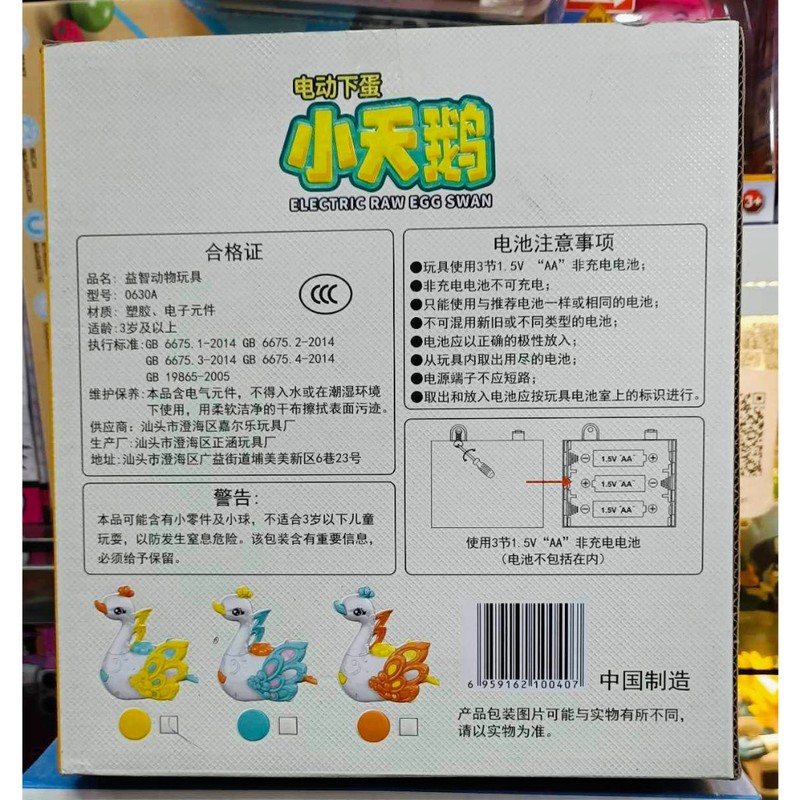 电动下蛋
小天鹅
ELECTRIC RAW EGG SWAN
合格证
品名: 益智动物玩具
型号: 0630A
材质: 塑胶、电子元件
适龄:3岁及以上
执行标准:GB 6675.1-2014 GB 6675.2-2014
GB 6675.3-2014 GB 6675.4-2014
GB 19865-2005
维护保养:本品含电气元件,不得入水或在潮湿环境
下使用,用柔软洁净的干布擦拭表面污迹。
供应商: 汕头市澄海区嘉尔乐玩具厂
生产厂:汕头市澄海区正涵玩具厂
地址:汕头市澄海区广益街道埔美美新区6巷23号
CCC
电池注意事项
●玩具使用3节1.5V “AA”非充电电池;
●非充电电池不可充电;
●只能使用与推荐电池一样或相同的电池;
●不可混用新旧或不同类型的电池;
●电池应以正确的极性放入;
●从玩具内取出用尽的电池;
●电源端子不应短路;
●取出和放入电池应按玩具电池室上的标识进行。
1.5V "AA"
1.5V "AA"
1.5V "AA"
使用3节1.5V“AA”非充电电池
(电池不包括在内)
警告:
本品可能含有小零件及小球,不适合3岁以下儿童
玩耍,以防发生窒息危险。该包装含有重要信息,
必须给予保留。
6 959162 100407
中国制造
产品包装图片可能与实物有所不同,
请以实物为准。
3+